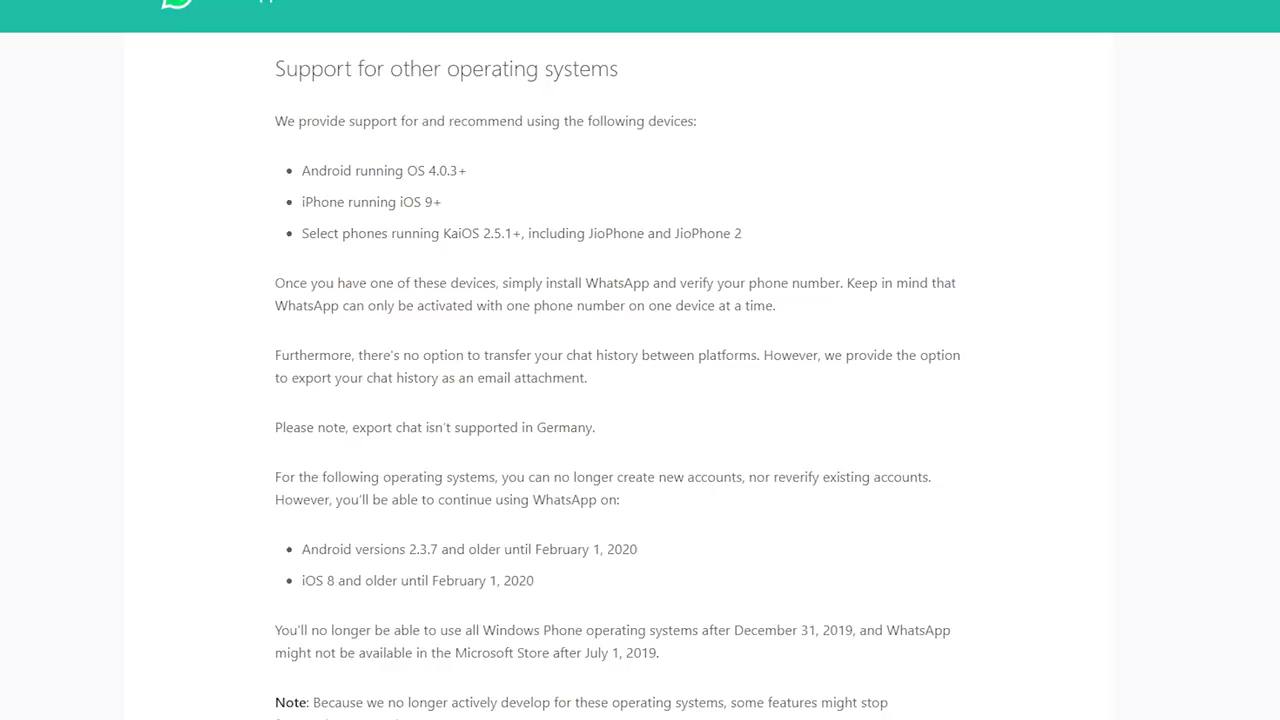 Support for other operating systems
We provide support for and recommend using the following devices:
• Android running OS 4.0.3+
• iPhone running iOS 9+
• Select phones running KaiOS 2.5.1+, including JioPhone and JioPhone 2
Once you have one of these devices, simply install WhatsApp and verify your phone number. Keep in mind that
WhatsApp can only be activated with one phone number on one device at a time.
Furthermore, there's no option to transfer your chat history between platforms. However, we provide the option
to export your chat history as an email attachment.
Please note, export chat isn't supported in Germany.
For the following operating systems, you can no longer create new accounts, nor reverify existing accounts.
However, you'll be able to continue using WhatsApp on:
• Android versions 2.3.7 and older until February 1, 2020
• iOS 8 and older until February 1, 2020
You'll no longer be able to use all Windows Phone operating systems after December 31, 2019, and WhatsApp
might not be available in the Microsoft Store after July 1, 2019.
Note: Because we no longer actively develop for these operating systems, some features might stop